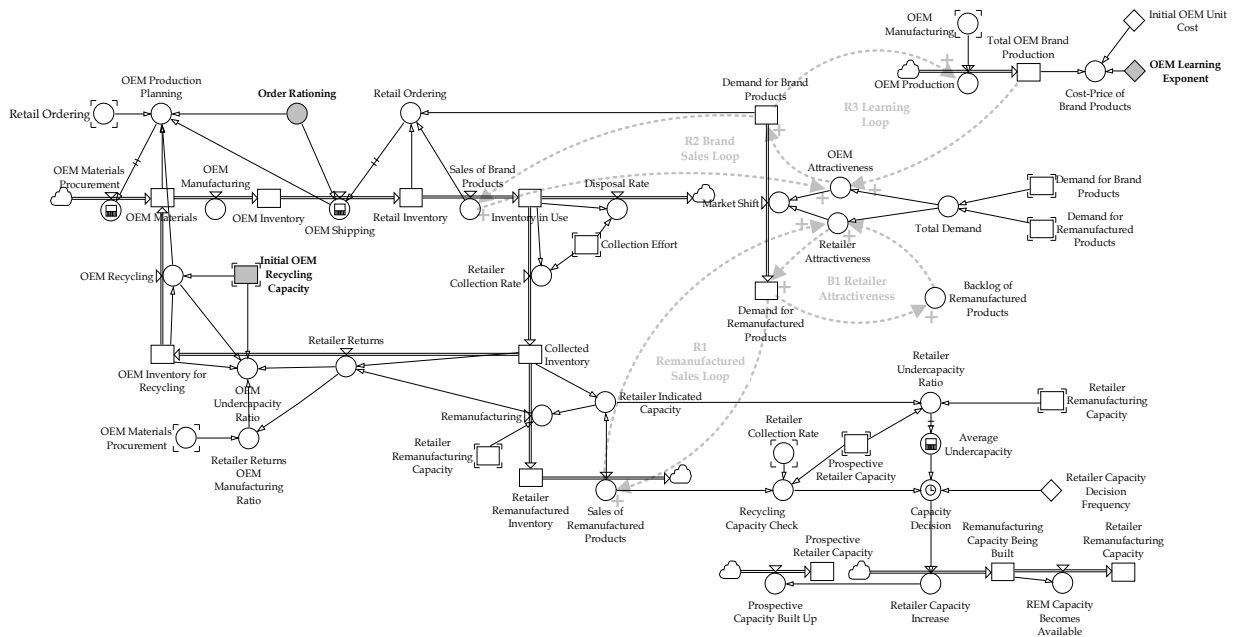 OEM
Manufacturing
Initial OEM Unit
Cost
Total OEM Brand
Production
OEM Learning
Exponent
OEM Production
Cost-Price of
Brand Products
OEM Production
Planning
Order Rationing
Retail Ordering
Demand for Brand
Products
R3 Learning
Loop
Retail Ordering
R2 Brand
Sales Loop
OEM Materials
Procurement
OEM
Manufacturing
Sales of Brand
Products
Disposal Rate
OEM
Attractiveness
Demand for Brand
Products
OEM Materials
OEM Inventory
OEM Shipping
Retail Inventory
Inventory in Use
Market Shift
Total Demand
Demand for
Remanufactured
Products
Retailer
Attractiveness
Collection Effort
OEM Recycling
Initial OEM
Recycling
Capacity
Retailer
Collection Rate
B1 Retailer
Attractiveness
Backlog of
Remanufactured
Products
Demand for
Remanufactured
Products
Retailer Returns
Collected
Inventory
R1
Remanufactured
Sales Loop
Retailer
Undercapacity
Ratio
OEM Inventory for
Recycling
OEM
Undercapacity
Ratio
Retailer Indicated
Capacity
Retailer
Remanufacturing
Capacity
Remanufacturing
OEM Materials
Procurement
Retailer
Remanufacturing
Capacity
Retailer
Collection Rate
Average
Undercapacity
Retailer Returns
OEM
Manufacturing
Ratio
Prospective
Retailer Capacity
Retailer
Remanufactured
Inventory
Sales of
Remanufactured
Products
Recycling
Capacity Check
Capacity
Decision
Retailer Capacity
Decision
Frequency
Prospective
Retailer Capacity
Remanufacturing
Capacity Being
Built
Retailer
Remanufacturing
Capacity
Prospective
Capacity Built Up
Retailer Capacity
Increase
REM Capacity
Becomes
Available